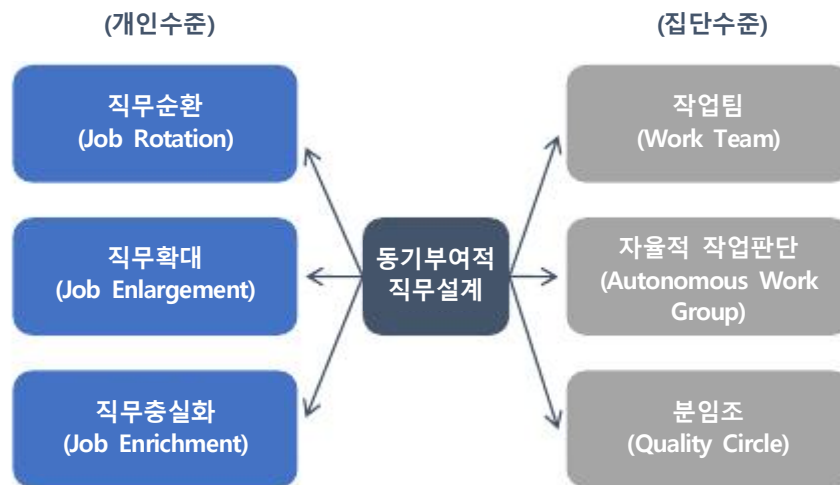 (개인수준)
(집단수준)
직무순환
(Job Rotation)
작업팀
(Work Team)
직무확대
(Job Enlargement)
동기부여적
직무설계
자율적 작업판단
(Autonomous Work
Group)
직무충실화
(Job Enrichment)
분임조
(Quality Circle)